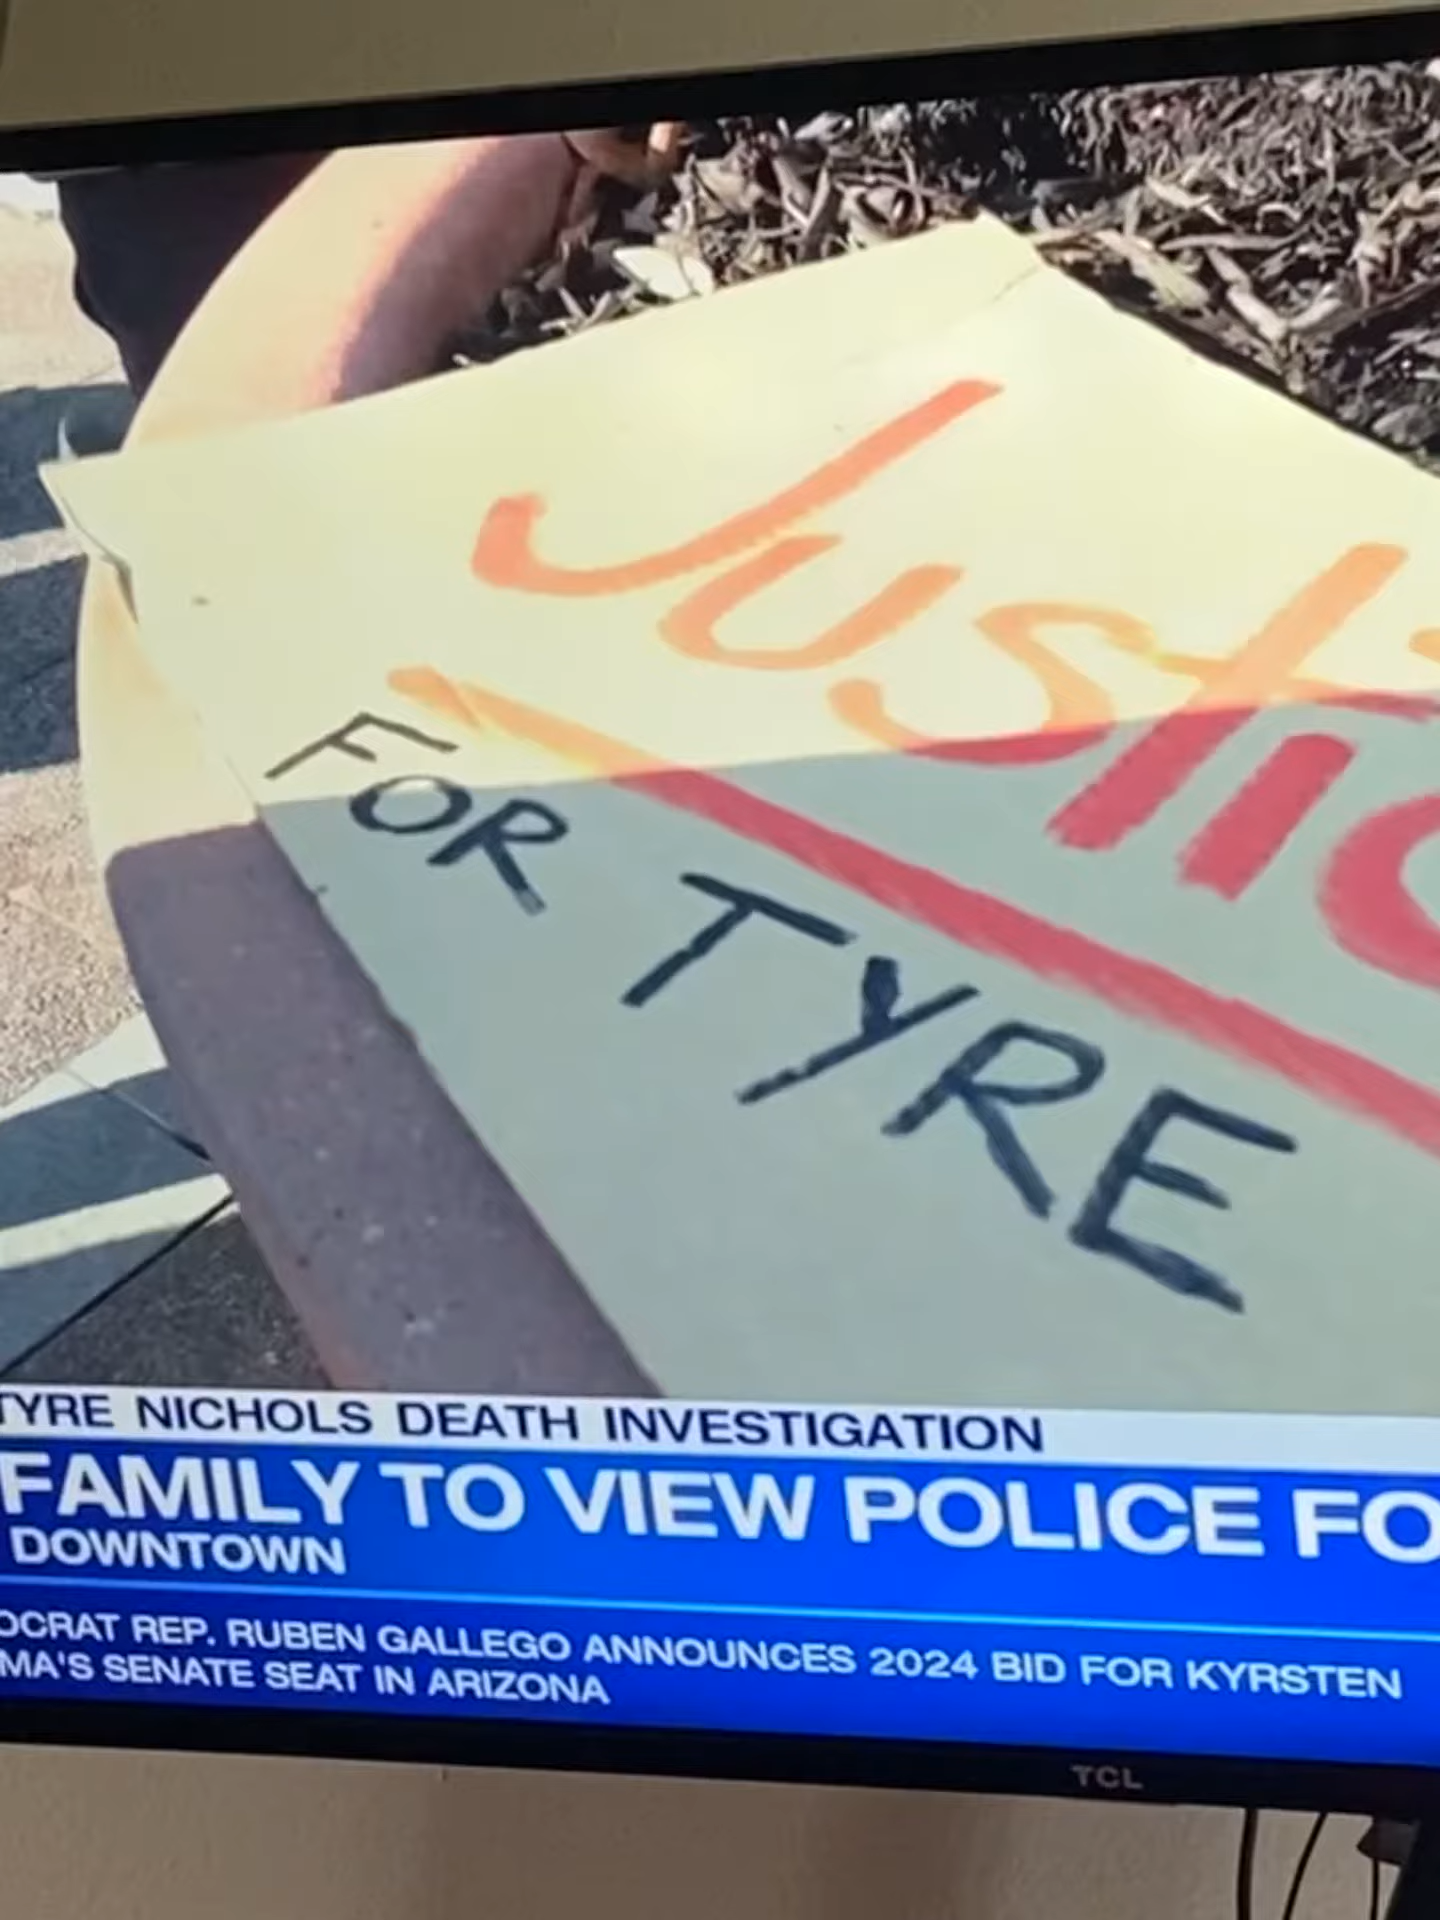 Justic
FOR TYRE
TYRE NICHOLS DEATH INVESTIGATION
FAMILY TO VIEW POLICE FO
DOWNTOWN
OCRAT REP. RUBEN GALLEGO ANNOUNCES 2024 BID FOR KYRSTEN
MA'S SENATE SEAT IN ARIZONA
TCL